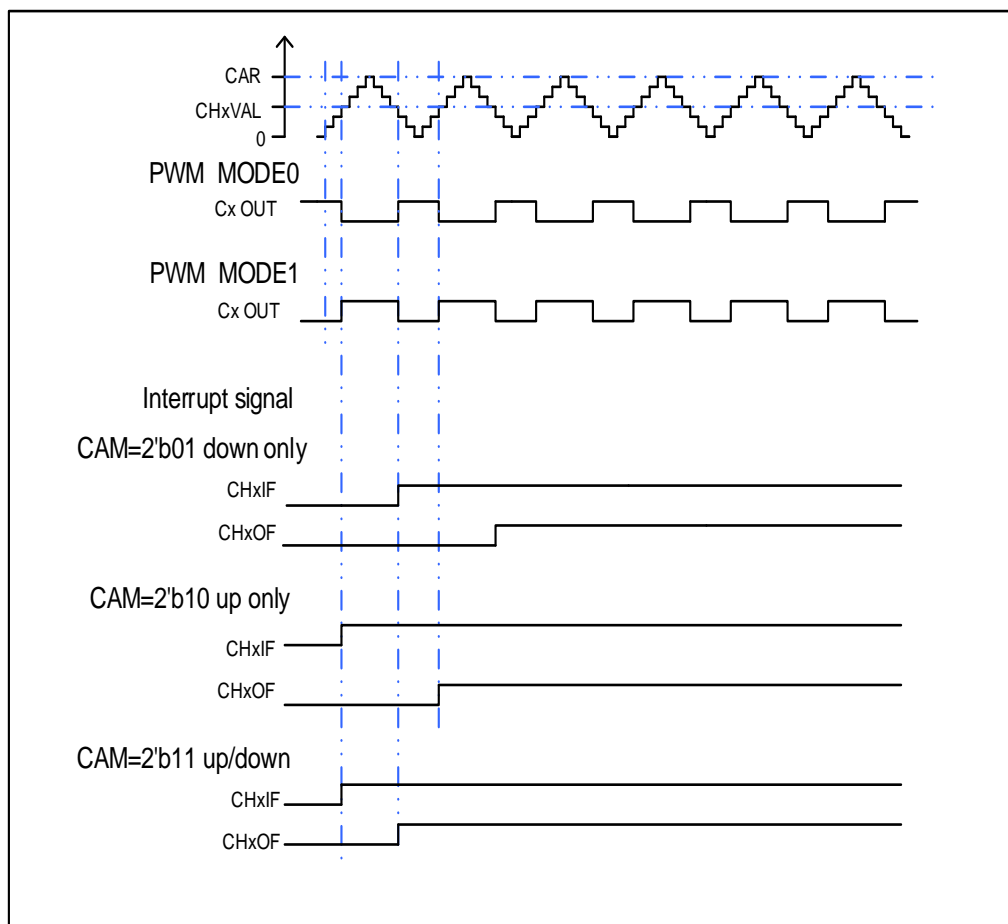 CAR
CHxVAL
0
PWM MODE0
Cx OUT
PWM MODE1
Cx OUT
Interrupt signal
CAM=2'b01 down only
CHxIF
CHxOF
CAM=2'b10 up only
CHxIF
CHxOF
CAM=2'b11 up/down
CHxIF
CHxOF